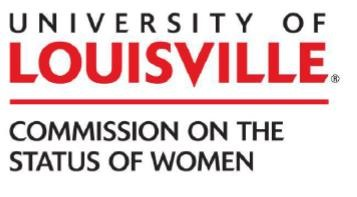 UNIVERSITY OF
LOUISVILLE®
COMMISSION ON THE
STATUS OF WOMEN